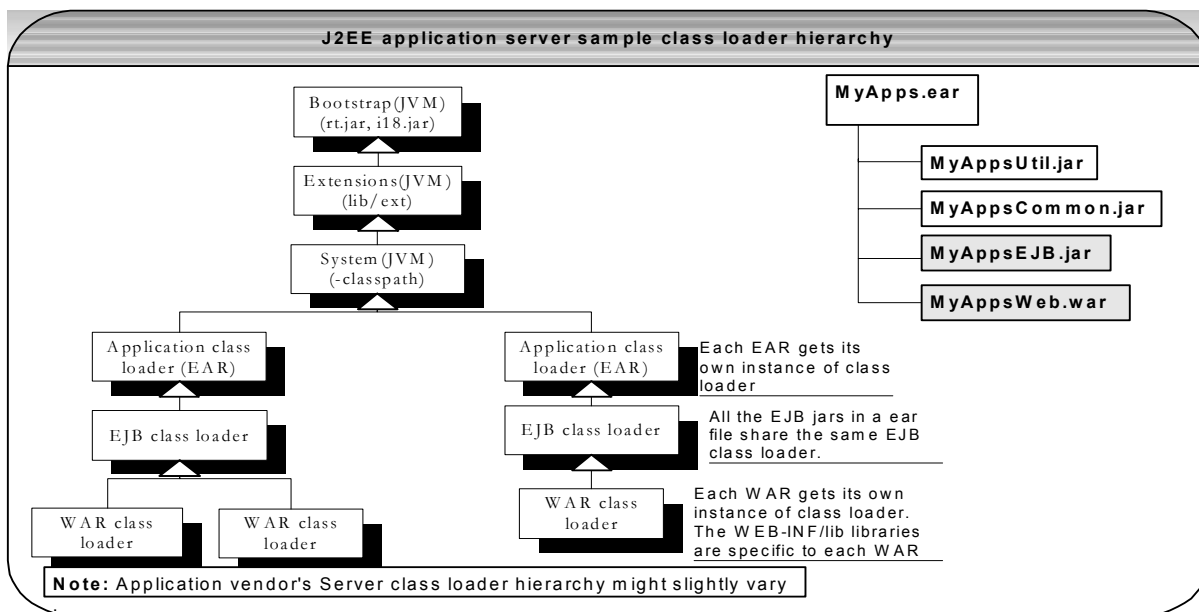 J2EE application server sample class loader hierarchy
Bootstrap(JVM)
(rt.jar, i18.jar)
Extensions(JVM)
(lib/ext)
System(JVM)
(-classpath)
Application class
loader (EAR)
EJB class loader
WAR class
loader
WAR class
loader
Application class
loader (EAR)
EJB class loader
WAR class
loader
Each EAR gets its
own instance of class
loader
All the EJB jars in a ear
file share the same EJB
class loader.
Each WAR gets its own
instance of class loader.
The WEB-INF/lib libraries
are specific to each WAR
MyApps.ear
MyAppsUtil.jar
MyAppsCommon.jar
MyAppsEJB.jar
MyAppsWeb.war
Note: Application vendor's Server class loader hierarchy might slightly vary